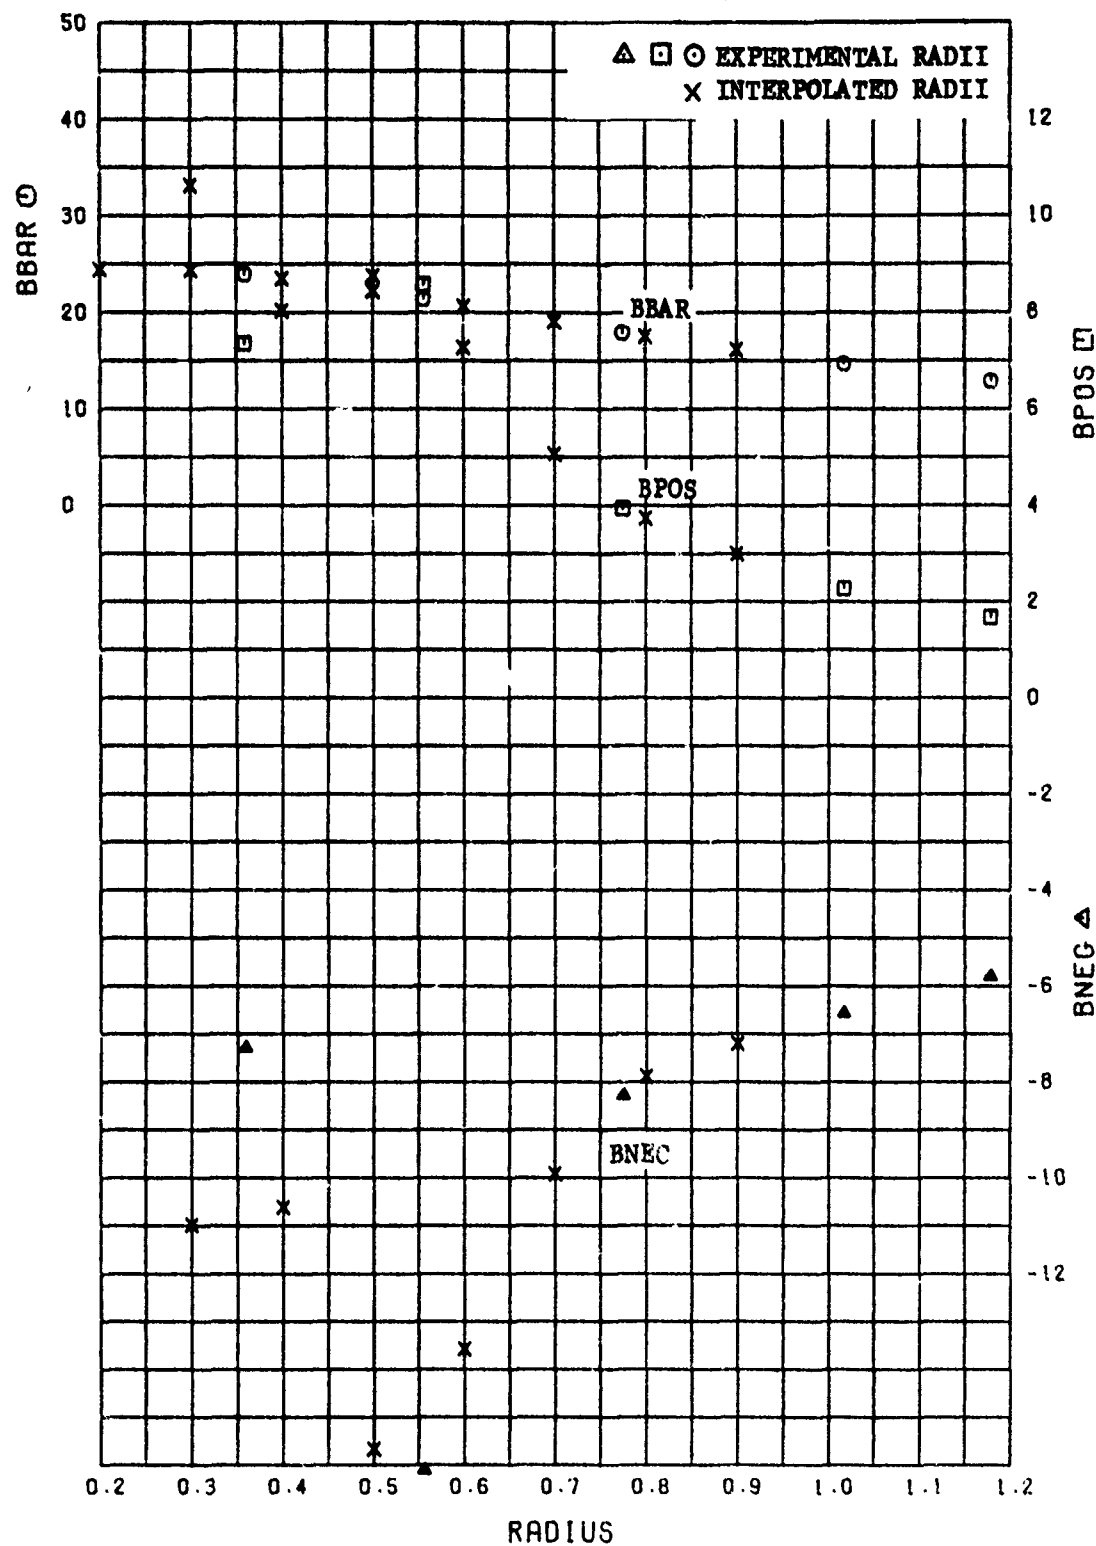 50
40
30
20
10
0
BBAR
EXPERIMENTAL RADII
× INTERPOLATED RADII
12
10
8
6
4
2
0
-2
-4
-6
-8
-10
-12
BPOS
BNEG
BBAR
BPOS
BNEC
0.2 0.3 0.4 0.5 0.6 0.7 0.8 0.9 1.0 1.1 1.2
RADIUS